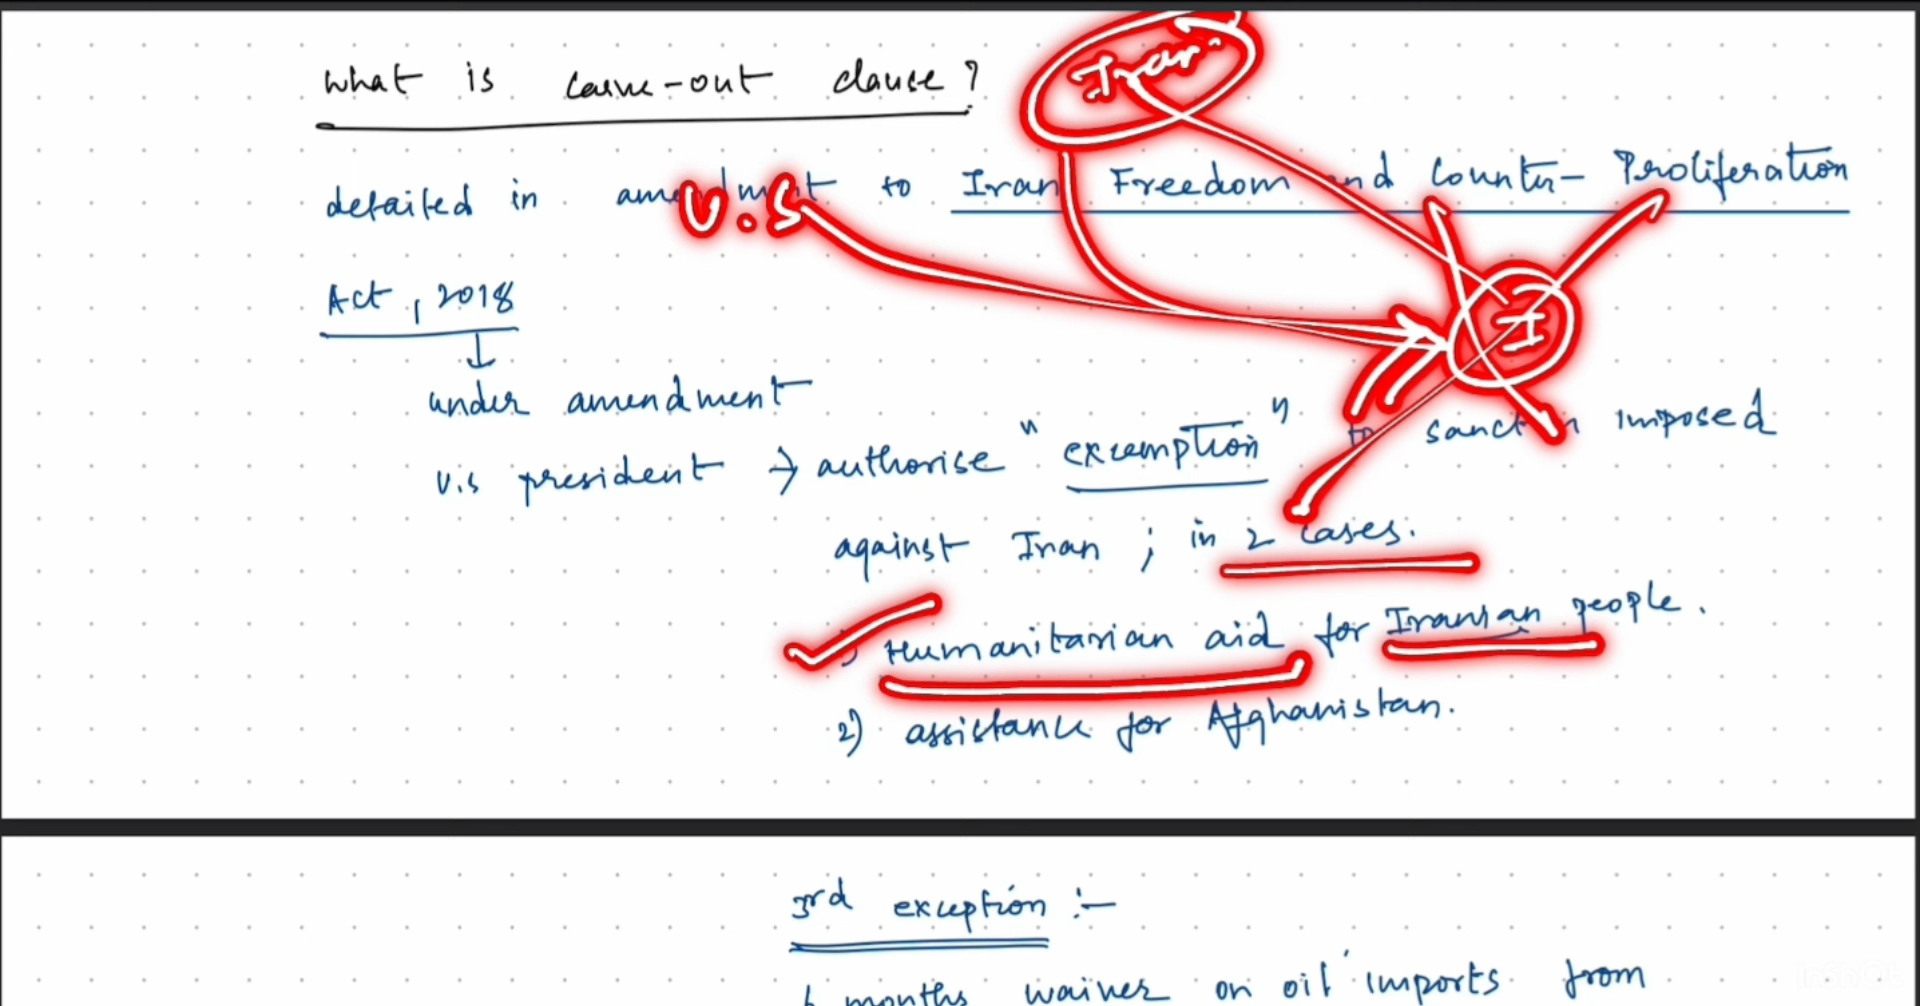 what is carve-out clause?
Iran
detailed in amendment to Iran Freedom and Counter-Proliferation
U.S
Act, 2018
I
under amendment
U.S president → authorise "exemption" to sanction imposed
against Iran ; in 2 cases.
1) Humanitarian aid for Iranian people.
2) assistance for Afghanistan.
3rd exception :-
6 months waiver on oil imports from